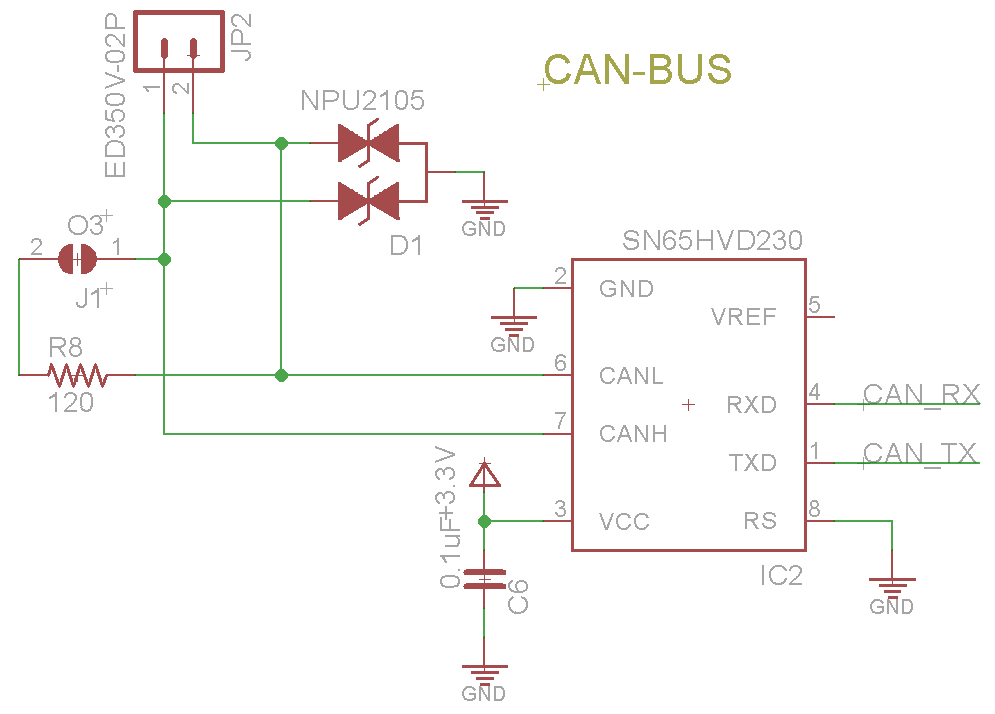 ED350V-02P
JP2
1
2
CAN-BUS
NPU2105
D1
GND
O3
2
1
J1
R8
120
SN65HVD230
2
GND
GND
VREF
5
6
CANL
RXD
4
CAN_RX
7
CANH
TXD
1
CAN_TX
3
VCC
RS
8
IC2
GND
+3.3V
0.1uF
C6
GND